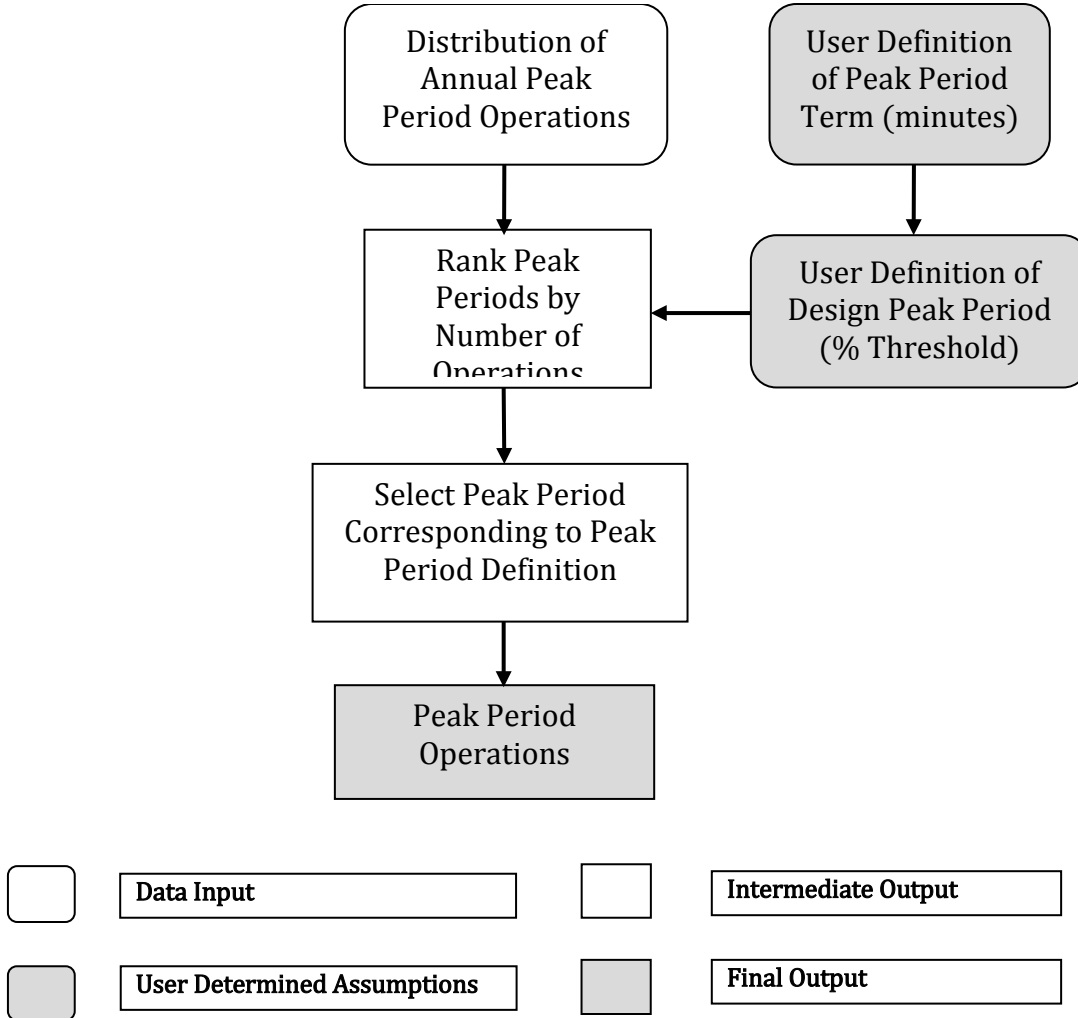 Distribution of
Annual Peak
Period Operations
User Definition
of Peak Period
Term (minutes)
Rank Peak
Periods by
Number of
Operations
User Definition of
Design Peak Period
(% Threshold)
Select Peak Period
Corresponding to Peak
Period Definition
Peak Period
Operations
Data Input
Intermediate Output
User Determined Assumptions
Final Output